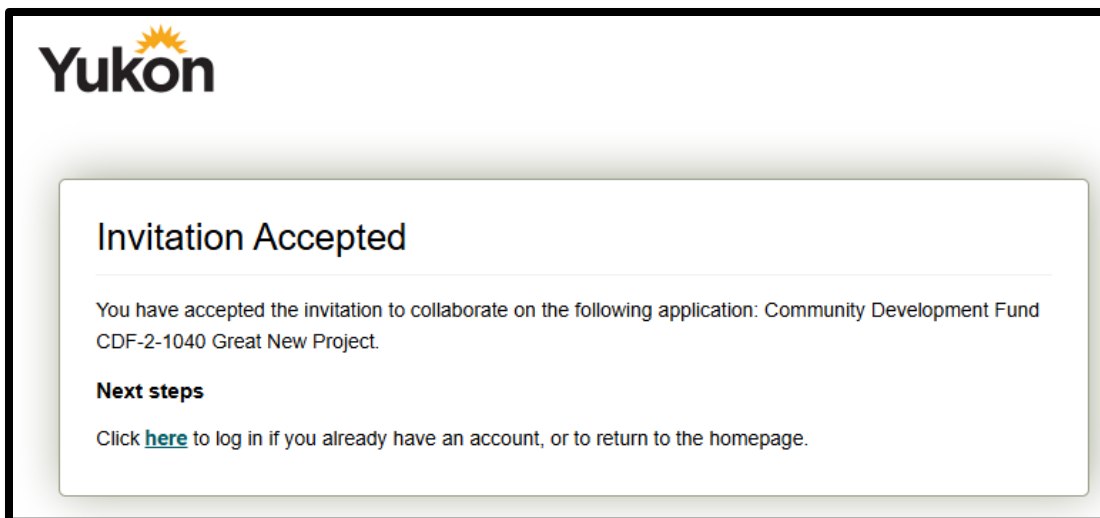 Yukon
Invitation Accepted
You have accepted the invitation to collaborate on the following application: Community Development Fund
CDF-2-1040 Great New Project.
Next steps
Click here to log in if you already have an account, or to return to the homepage.